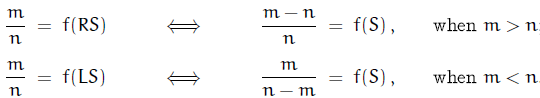 m/n = f(RS) ⟺ (m − n)/n = f(S), when m > n;
m/n = f(LS) ⟺ m/(n − m) = f(S), when m < n.